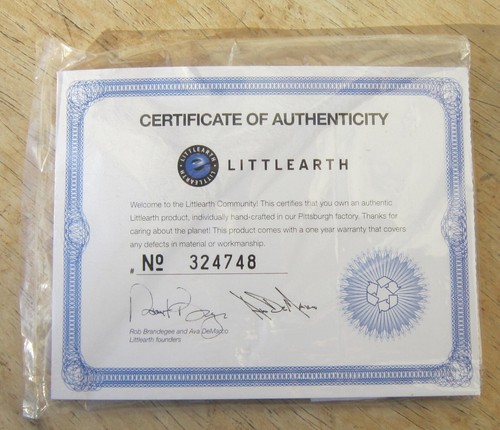 CERTIFICATE OF AUTHENTICITY
LITTLEARTH LITTLEARTH
LITTLEARTH
Welcome to the Littlearth Community! This certifies that you own an authentic
Littlearth product, individually hand-crafted in our Pittsburgh factory. Thanks for
caring about the planet! This product comes with a one year warranty that covers
any defects in material or workmanship.
# Nº 324748
Rob Brandegee and Ava DeMarco
Littlearth founders